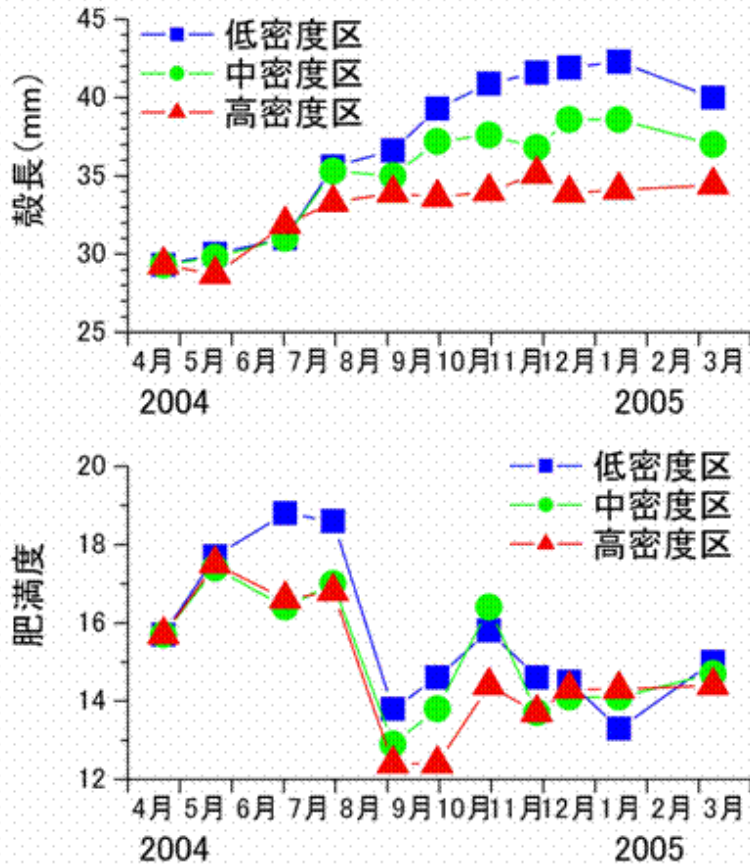 45
40
35
30
25
殻長(mm)
低密度区
中密度区
高密度区
4月 5月 6月 7月 8月 9月 10月 11月 12月 1月 2月 3月
2004 2005
20
18
16
14
12
肥満度
低密度区
中密度区
高密度区
4月 5月 6月 7月 8月 9月 10月 11月 12月 1月 2月 3月
2004 2005